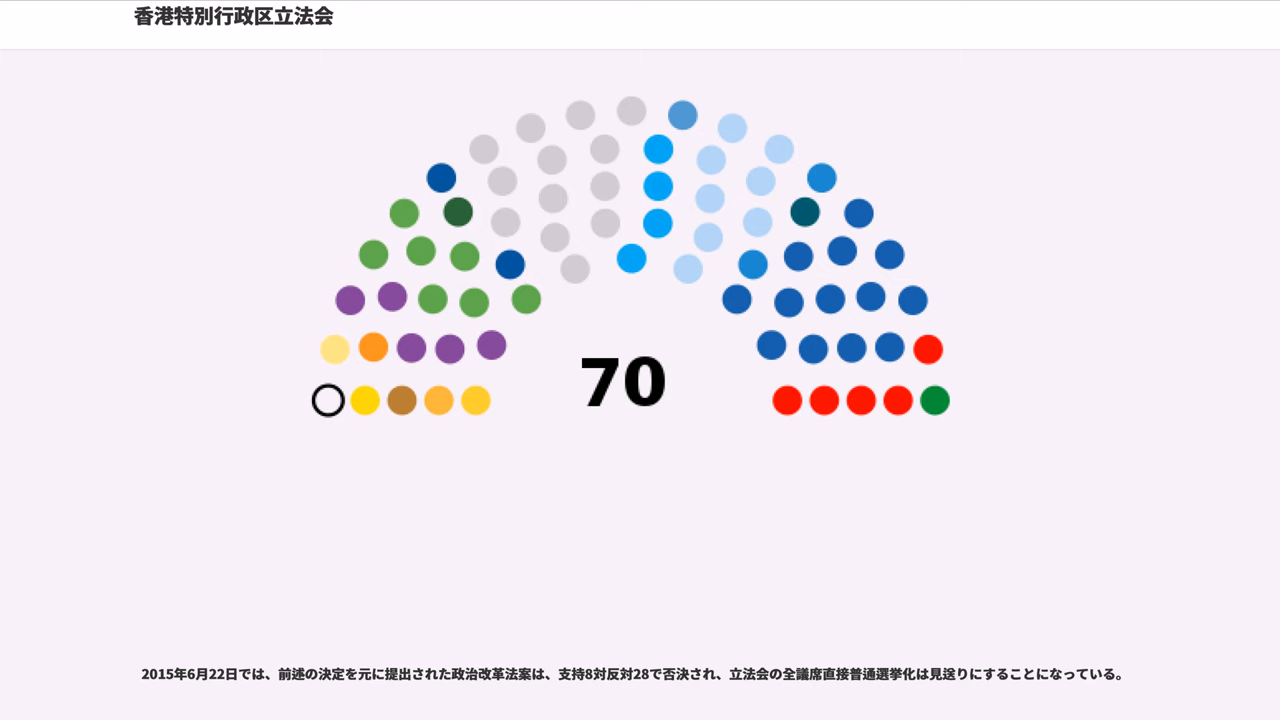 香港特別行政区立法会
70
2015年6月22日では、前述の決定を元に提出された政治改革法案は、支持8対反対28で否決され、立法会の全議席直接普通選挙化は見送りにすることになっている。